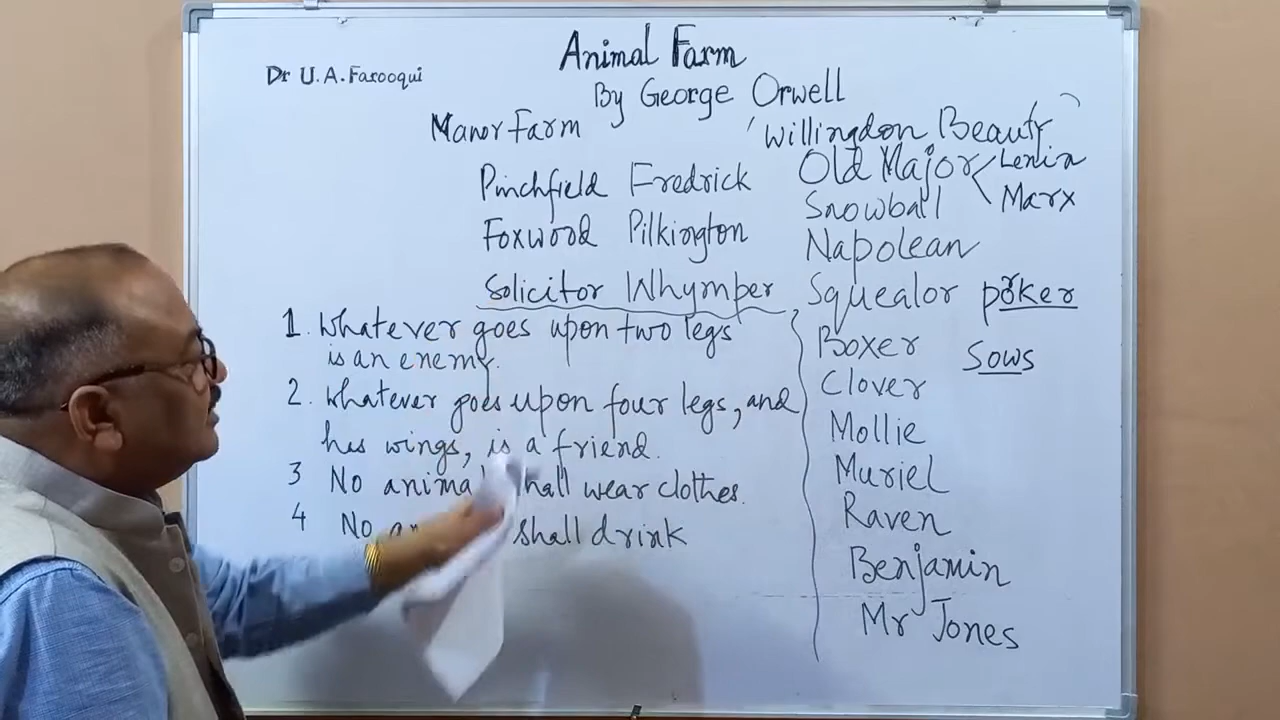 Animal Farm
Dr U.A. Farooqui
By George Orwell
Manor Farm
'Willingdon Beauty'
Pinchfield Fredrick
Foxwood Pilkington
Solicitor Whymper
Old Major
Lenin
Marx
Snowball
Napolean
Squealor porker
Boxer
Sows
Clover
Mollie
Muriel
Raven
Benjamin
Mr Jones
1. Whatever goes upon two legs
is an enemy.
2. Whatever goes upon four legs, and
has wings, is a friend.
3 No animal shall wear clothes.
4 No shall drink